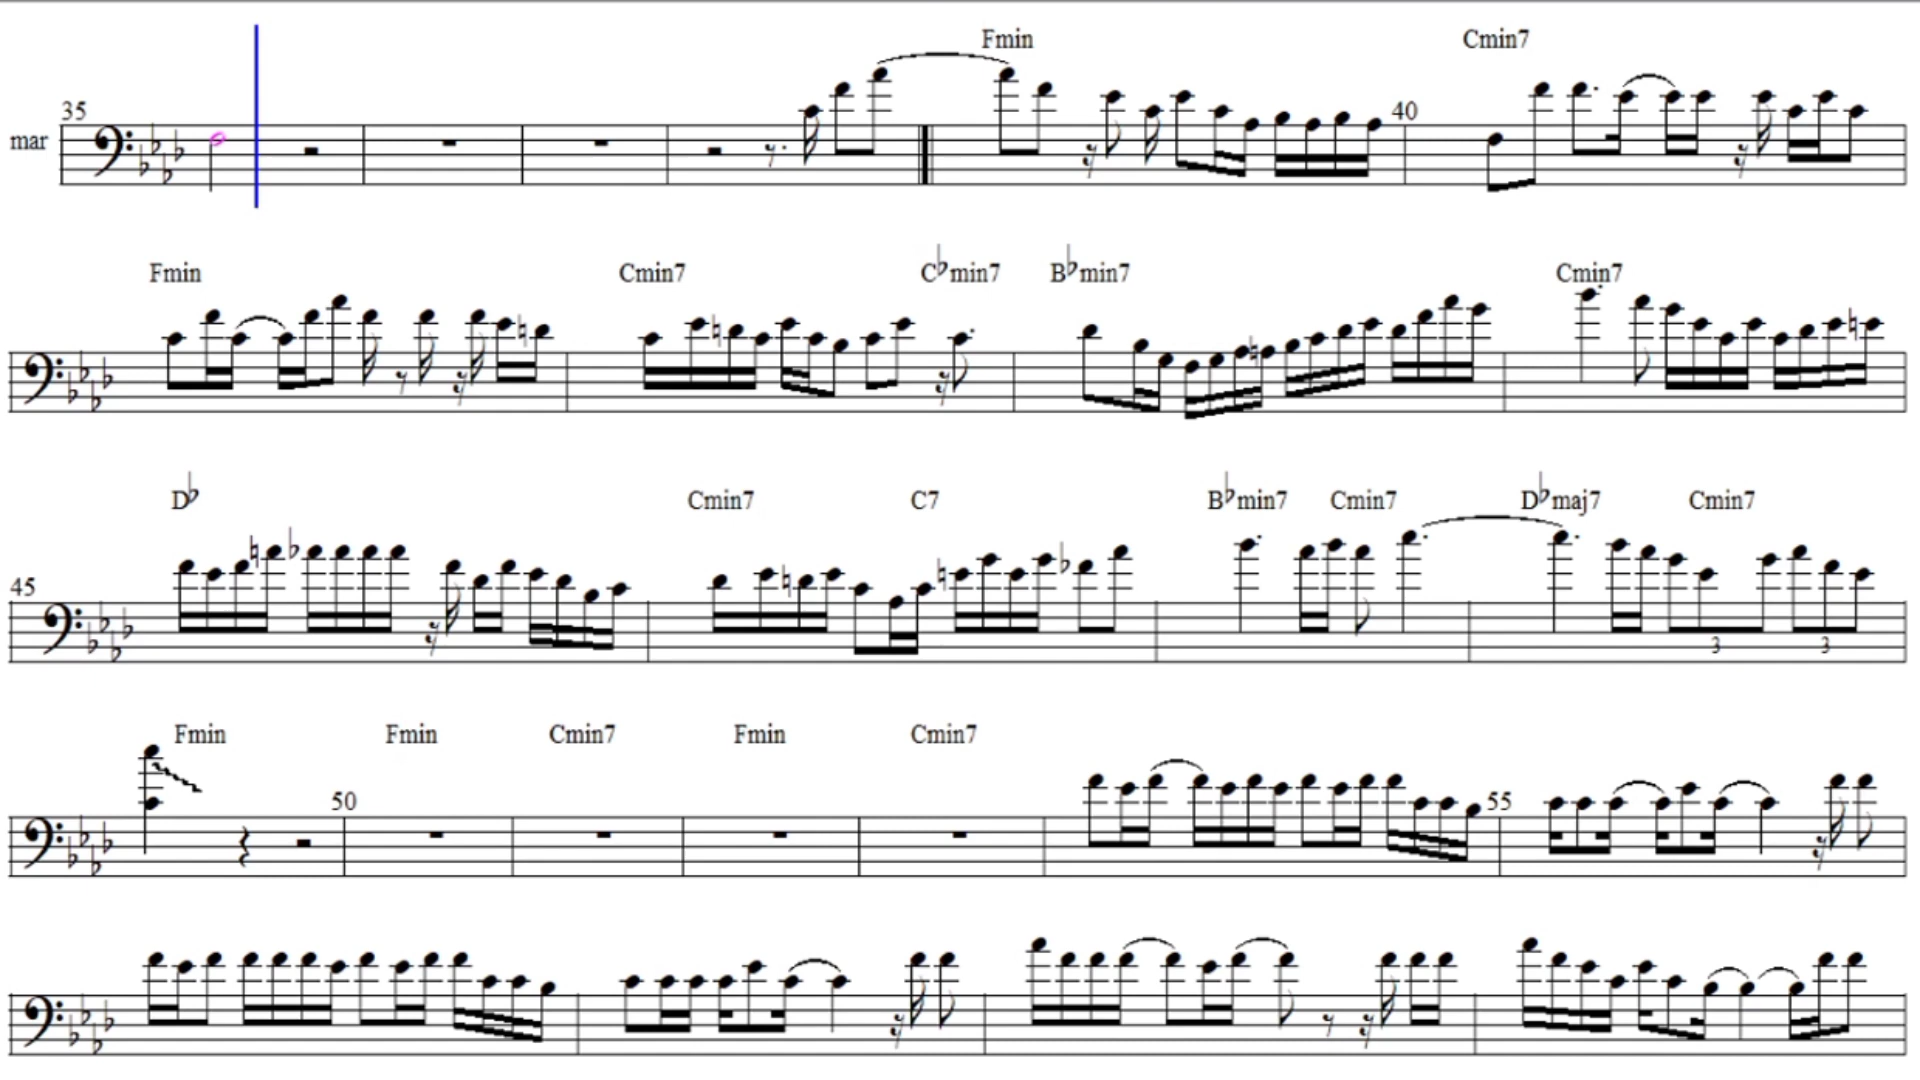 Fmin Cmin7
35 40
mar
Fmin Cmin7 C♭min7 B♭min7 Cmin7
D♭ Cmin7 C7 B♭min7 Cmin7 D♭maj7 Cmin7
45
3 3
Fmin Fmin Cmin7 Fmin Cmin7
50 55